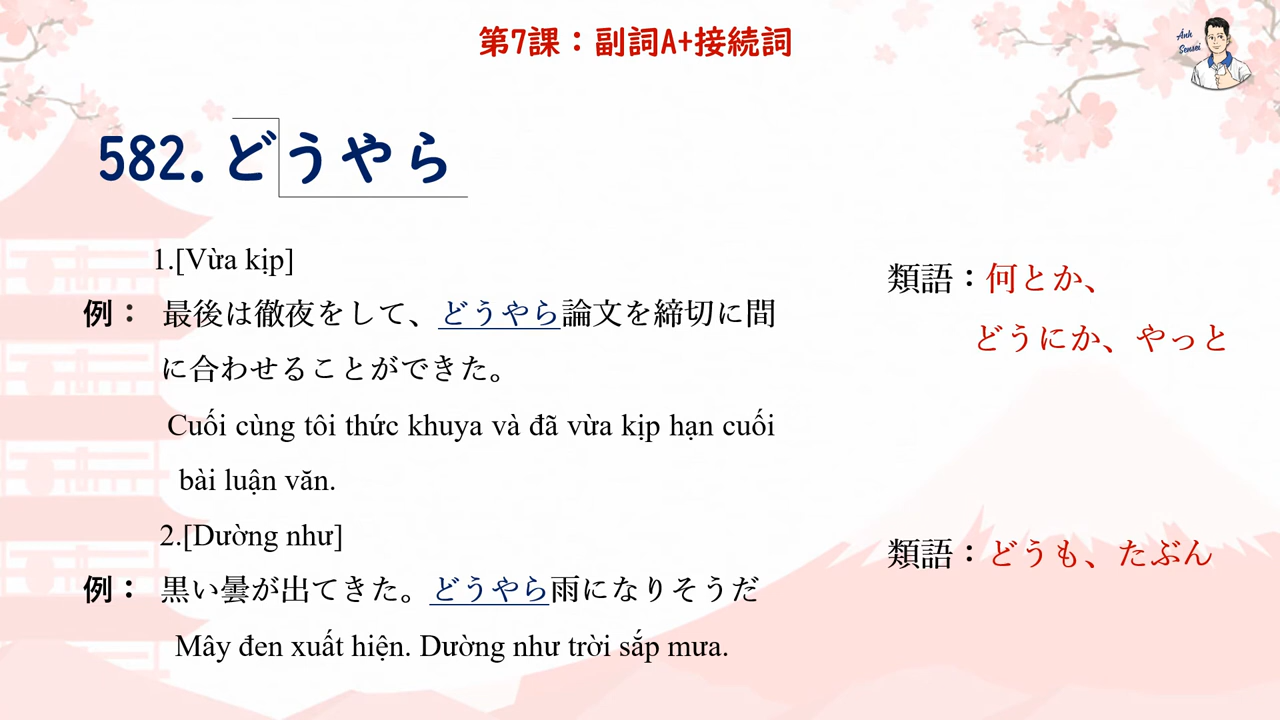 第7課：副詞A+接続詞
Anh
Sensei
582. どうやら
1.[Vừa kịp]
例： 最後は徹夜をして、どうやら論文を締切に間
に合わせることができた。
Cuối cùng tôi thức khuya và đã vừa kịp hạn cuối
bài luận văn.
2.[Dường như]
例： 黒い曇が出てきた。どうやら雨になりそうだ
Mây đen xuất hiện. Dường như trời sắp mưa.
類語：何とか、
どうにか、やっと
類語：どうも、たぶん